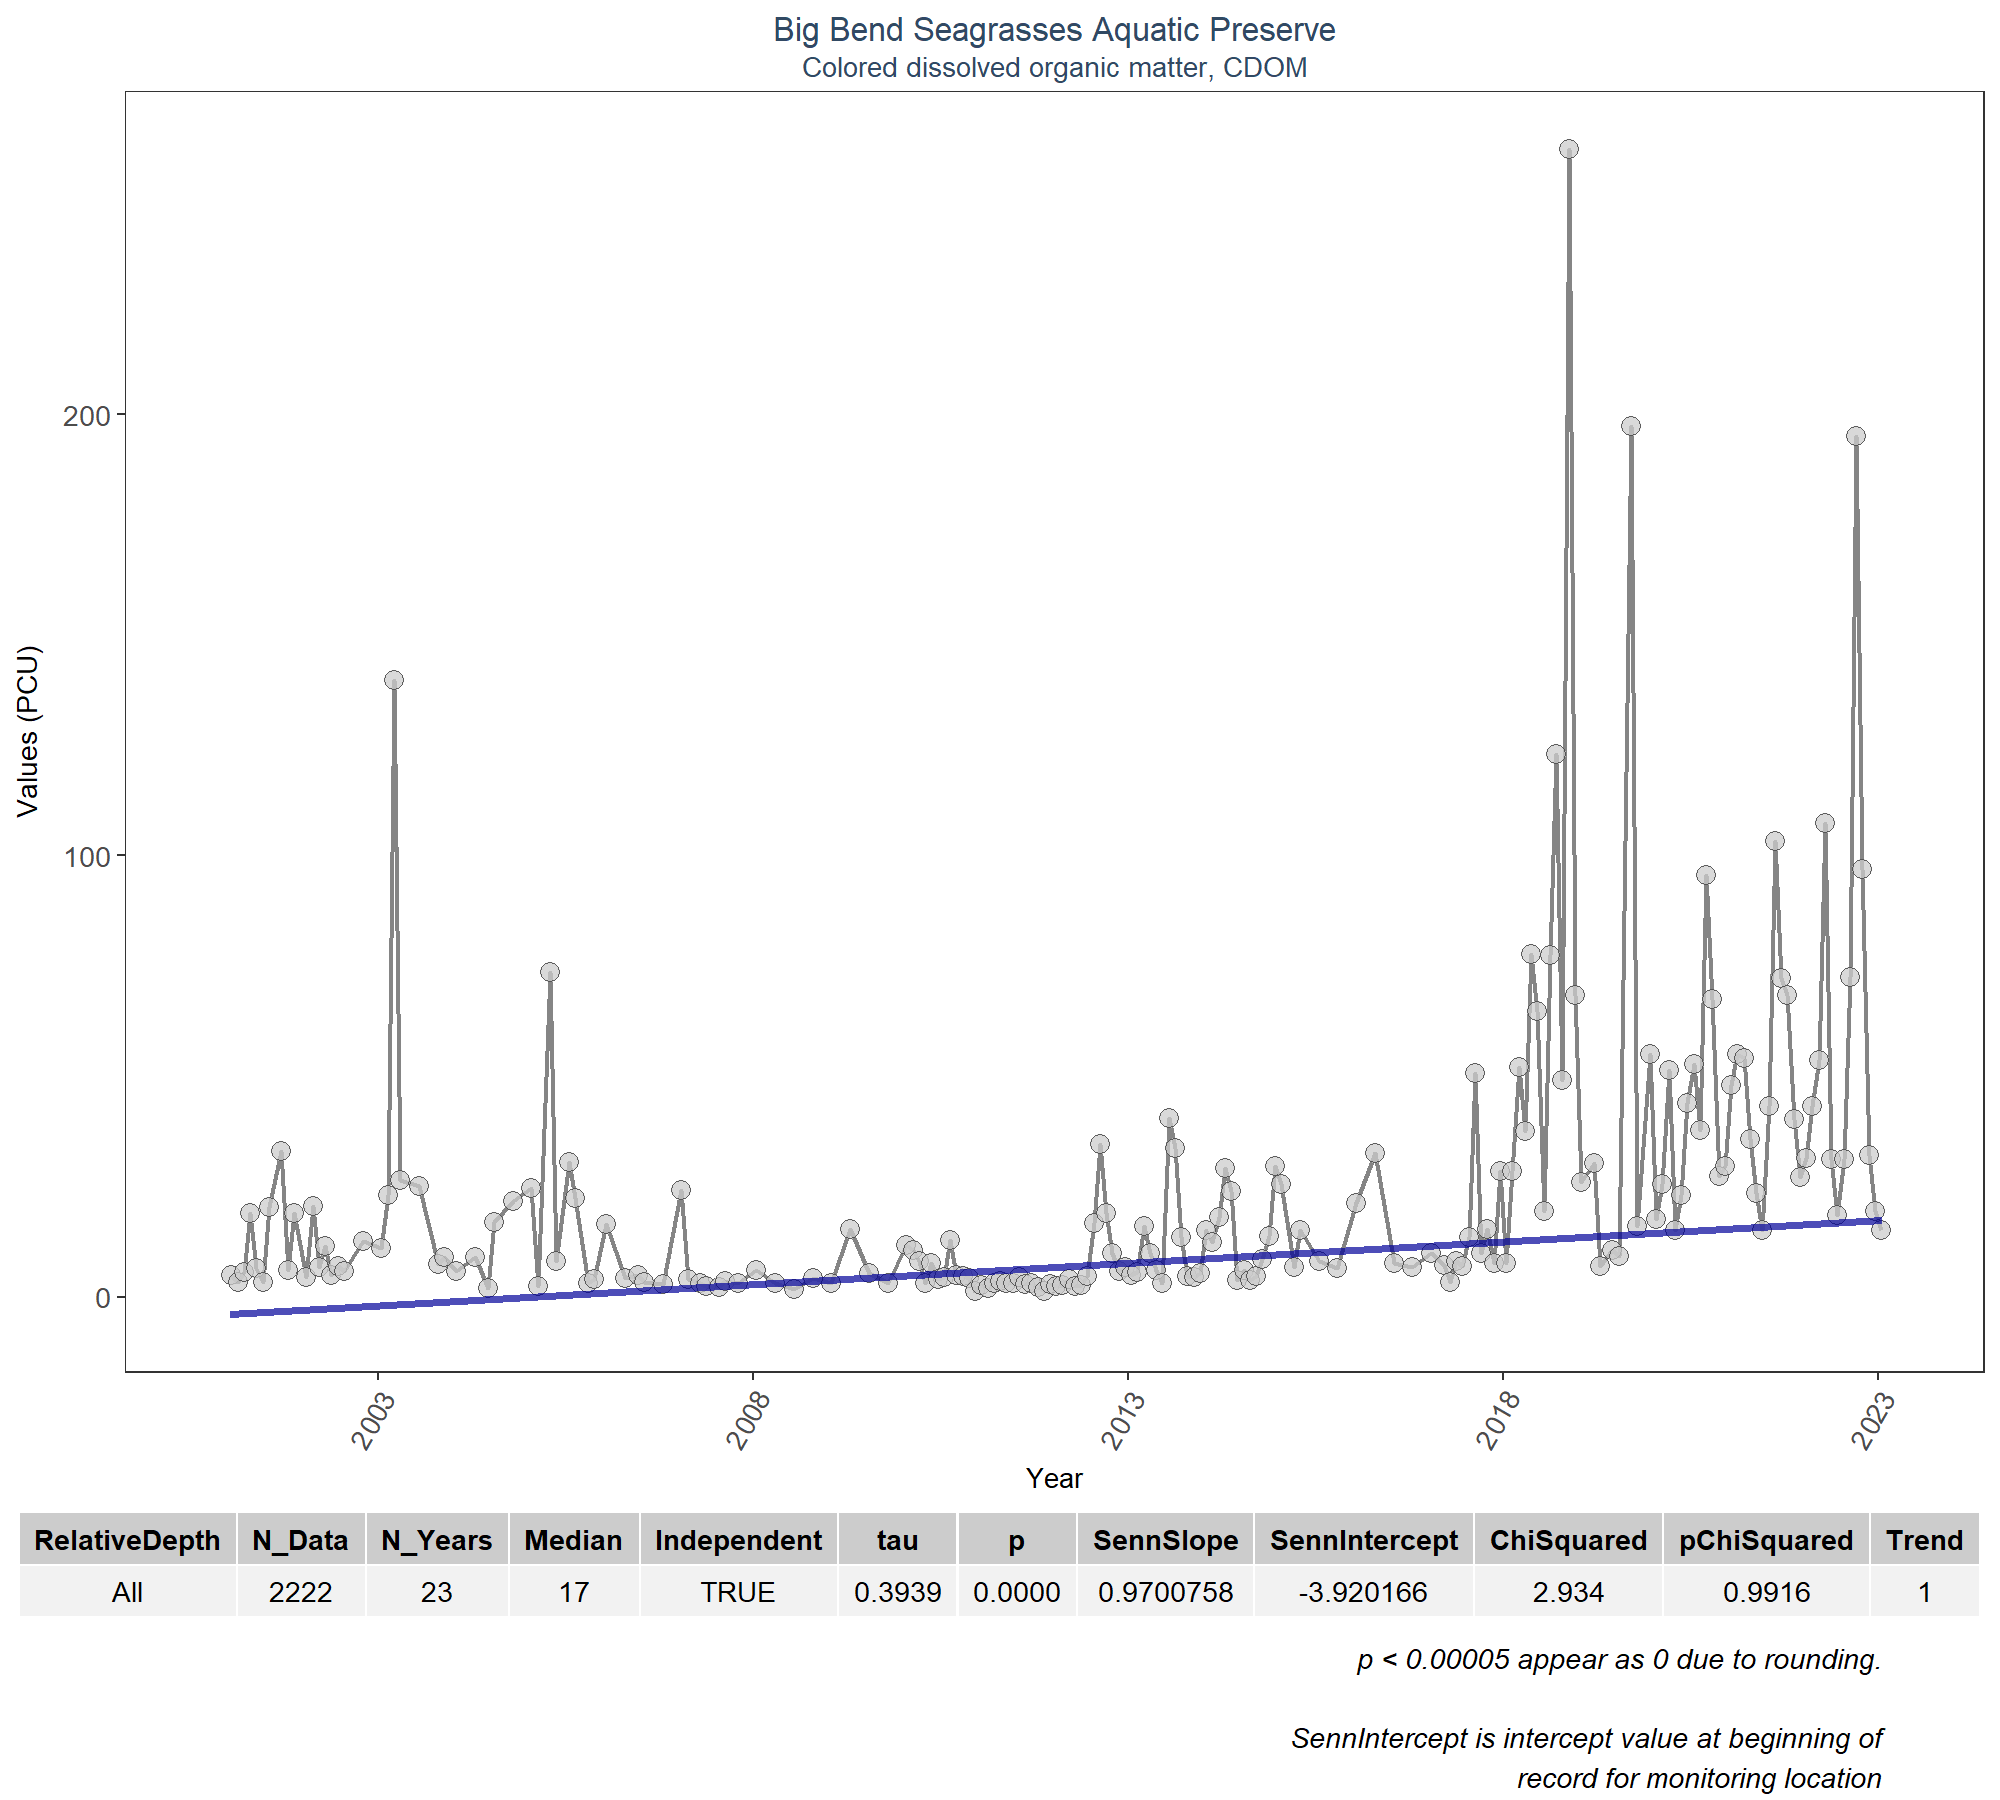 Big Bend Seagrasses Aquatic Preserve
Colored dissolved organic matter, CDOM
Values (PCU)
200
100
0
2003
2008
2013
2018
2023
Year
RelativeDepth N_Data N_Years Median Independent tau p SennSlope SennIntercept ChiSquared pChiSquared Trend
All 2222 23 17 TRUE 0.3939 0.0000 0.9700758 -3.920166 2.934 0.9916 1
p < 0.00005 appear as 0 due to rounding.
SennIntercept is intercept value at beginning of
record for monitoring location